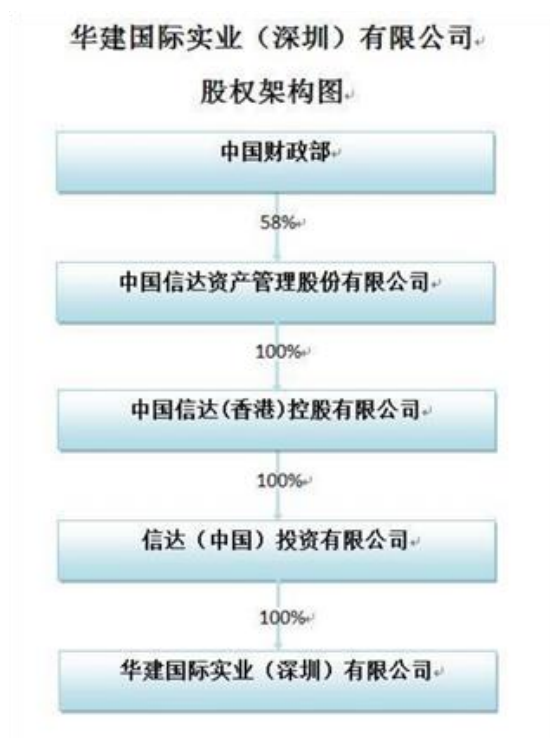 华建国际实业（深圳）有限公司
股权架构图
中国财政部
58%
中国信达资产管理股份有限公司
100%
中国信达(香港)控股有限公司
100%
信达（中国）投资有限公司
100%
华建国际实业（深圳）有限公司